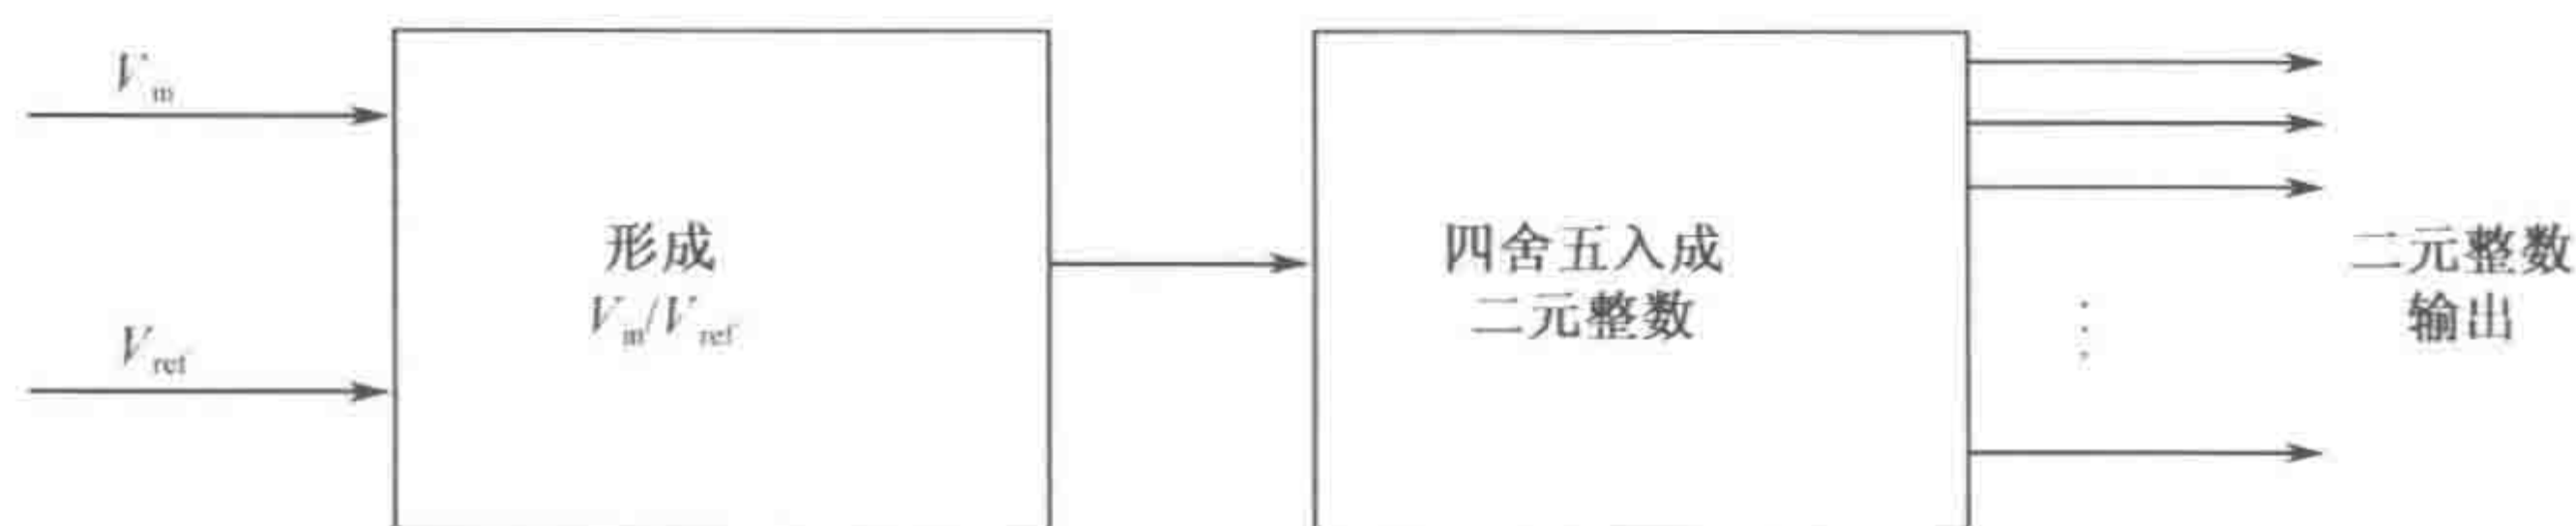 V_in
V_ref
形成
V_in/V_ref
四舍五入成
二元整数
二元整数
输出